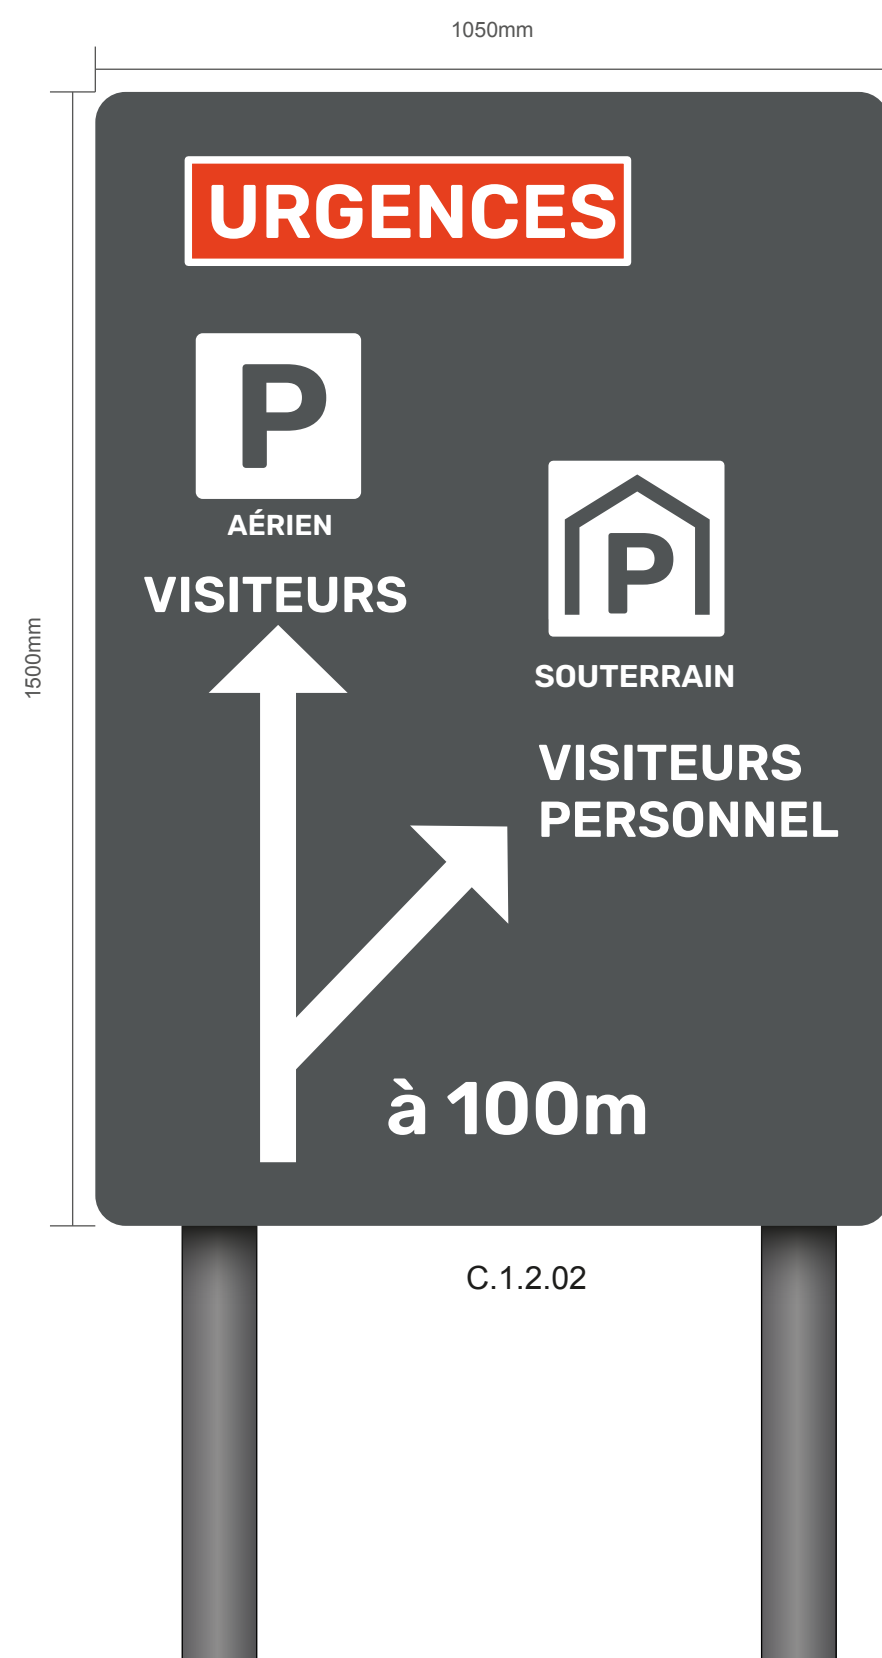 1050mm
1500mm
URGENCES
P
AÉRIEN
VISITEURS
P
SOUTERRAIN
VISITEURS
PERSONNEL
à 100m
C.1.2.02